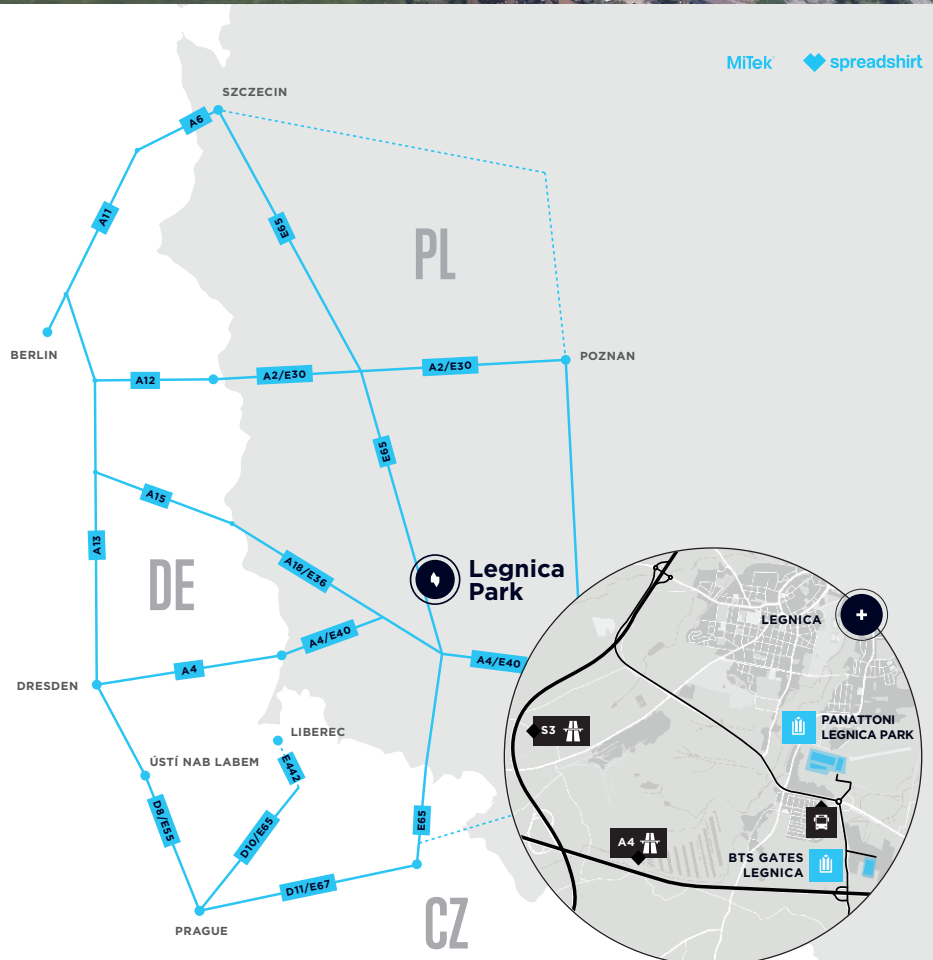 MiTek
spreadshirt
SZCZECIN
A6
A11
E65
PL
BERLIN
POZNAN
A12
A2/E30
A2/E30
E65
A15
A13
DE
A18/E36
Legnica
Park
LEGNICA
A4/E40
A4
A4/E40
DRESDEN
LIBEREC
S3
PANATTONI
LEGNICA PARK
ÚSTÍ NAB LABEM
E442
D8/E55
D10/E65
E65
A4
BTS GATES
LEGNICA
D11/E67
CZ
PRAGUE